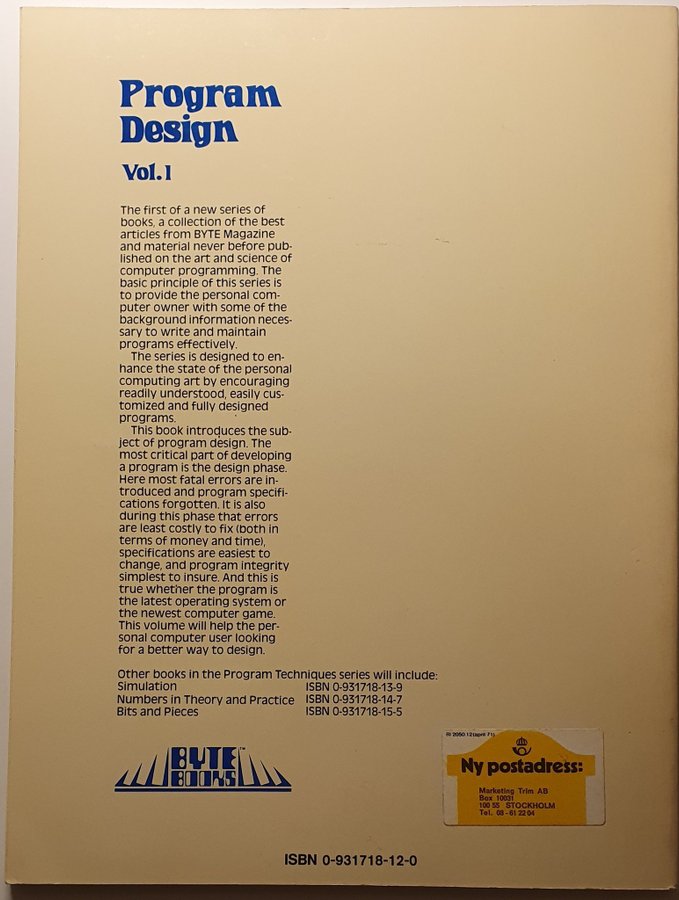 Program
Design
Vol. 1
The first of a new series of
books, a collection of the best
articles from BYTE Magazine
and material never before pub-
lished on the art and science of
computer programming. The
basic principle of this series is
to provide the personal com-
puter owner with some of the
background information neces-
sary to write and maintain
programs effectively.
The series is designed to en-
hance the state of the personal
computing art by encouraging
readily understood, easily cus-
tomized and fully designed
programs.
This book introduces the sub-
ject of program design. The
most critical part of developing
a program is the design phase.
Here most fatal errors are in-
troduced and program specifi-
cations forgotten. It is also
during this phase that errors
are least costly to fix (both in
terms of money and time),
specifications are easiest to
change, and program integrity
simplest to insure. And this is
true whether the program is
the latest operating system or
the newest computer game.
This volume will help the per-
sonal computer user looking
for a better way to design.
Other books in the Program Techniques series will include:
Simulation ISBN 0-931718-13-9
Numbers in Theory and Practice ISBN 0-931718-14-7
Bits and Pieces ISBN 0-931718-15-5
BYTE™
BOOKS
Bl 2050.12 (april 71)
Ny postadress:
Marketing Trim AB
Box 10031
100 55 STOCKHOLM
Tel. 08-61 22 04
ISBN 0-931718-12-0